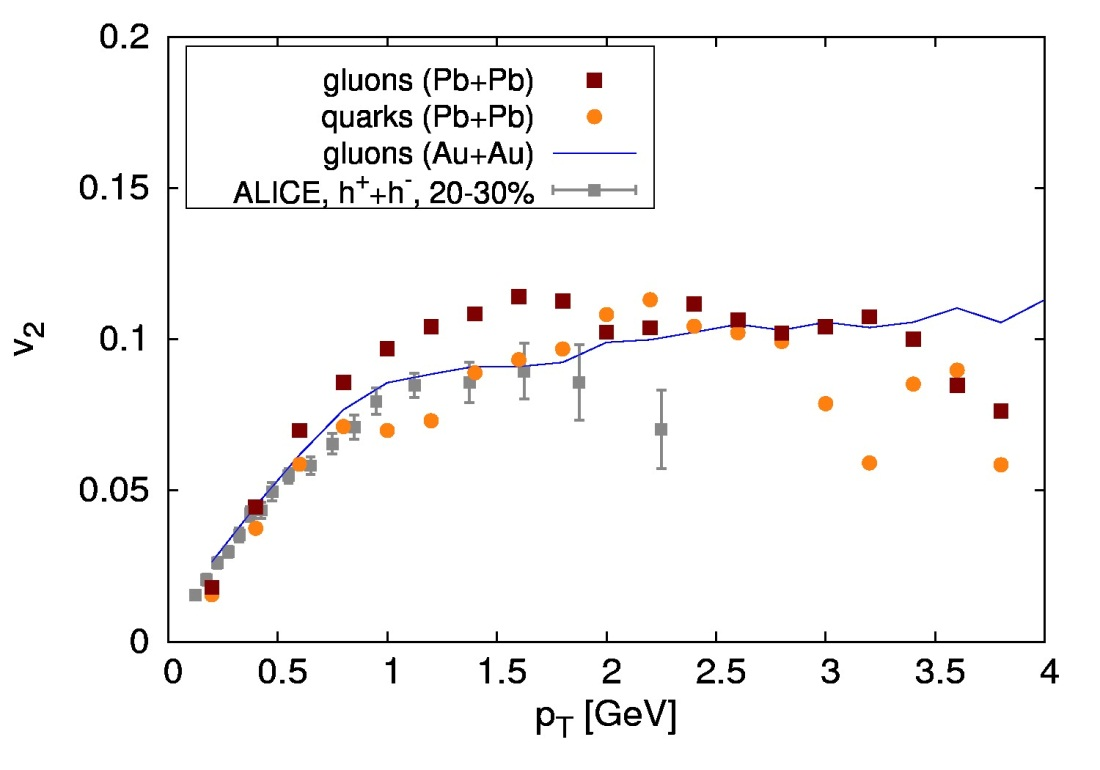 0.2
0.15
0.1
0.05
0
v2
gluons (Pb+Pb)
quarks (Pb+Pb)
gluons (Au+Au)
ALICE, h⁺+h⁻, 20-30%
0 0.5 1 1.5 2 2.5 3 3.5 4
pT [GeV]